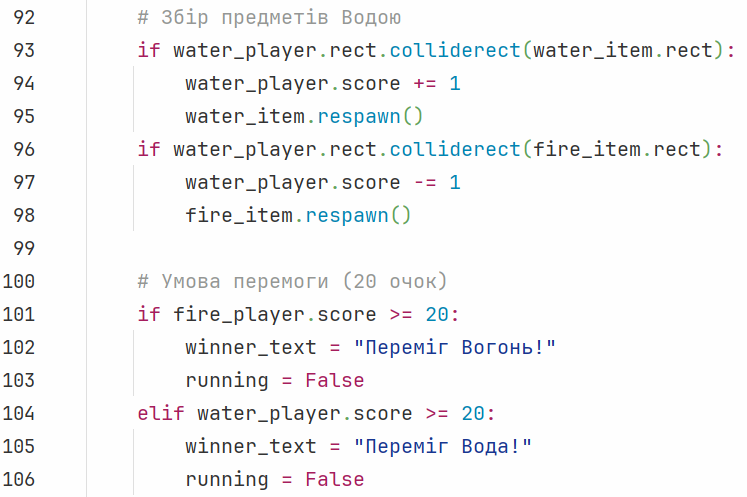 92 # Збір предметів Водою
93 if water_player.rect.colliderect(water_item.rect):
94 water_player.score += 1
95 water_item.respawn()
96 if water_player.rect.colliderect(fire_item.rect):
97 water_player.score -= 1
98 fire_item.respawn()
99
100 # Умова перемоги (20 очок)
101 if fire_player.score >= 20:
102 winner_text = "Переміг Вогонь!"
103 running = False
104 elif water_player.score >= 20:
105 winner_text = "Переміг Вода!"
106 running = False